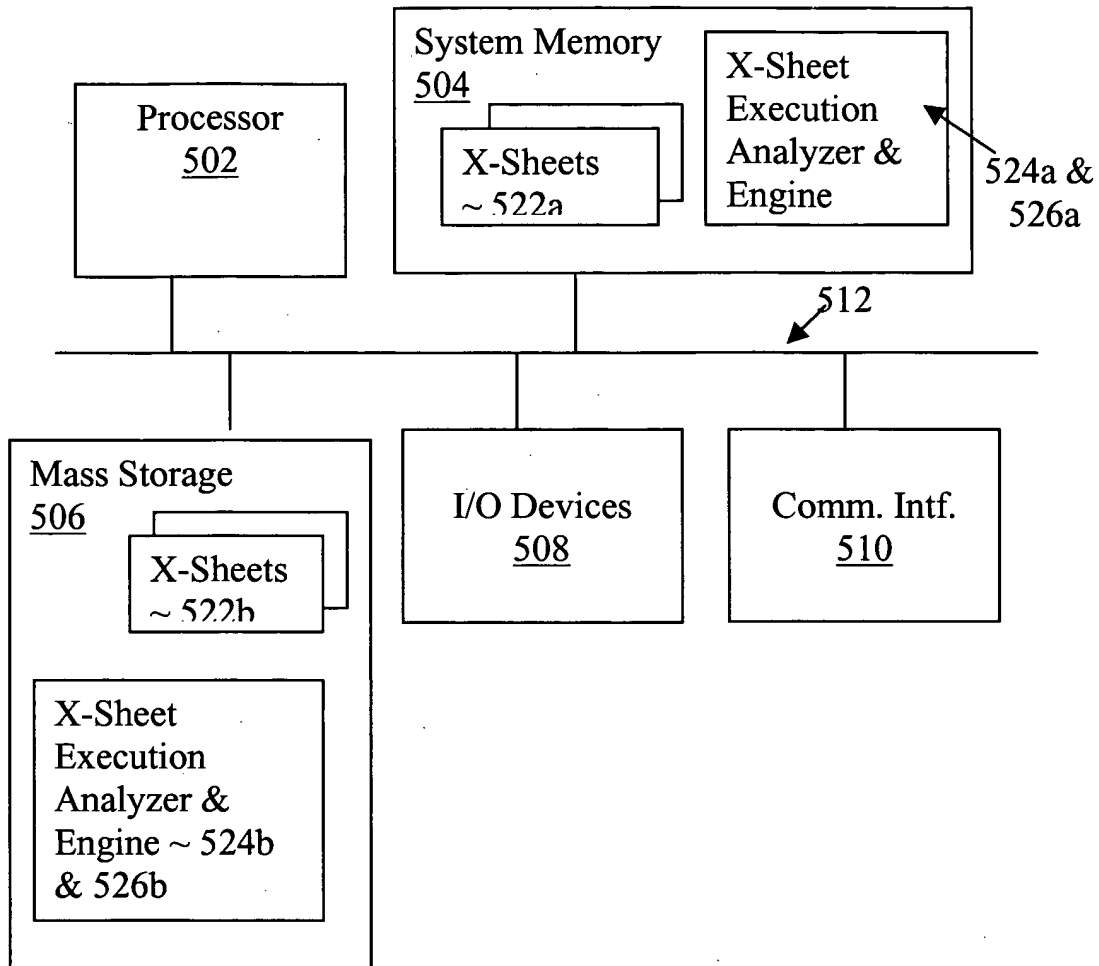 System Memory
504
X-Sheet
Execution
Analyzer &
Engine
Processor
502
X-Sheets
~ 522a
524a &
526a
512
Mass Storage
506
X-Sheets
~ 522b
I/O Devices
508
Comm. Intf.
510
X-Sheet
Execution
Analyzer &
Engine ~ 524b
& 526b